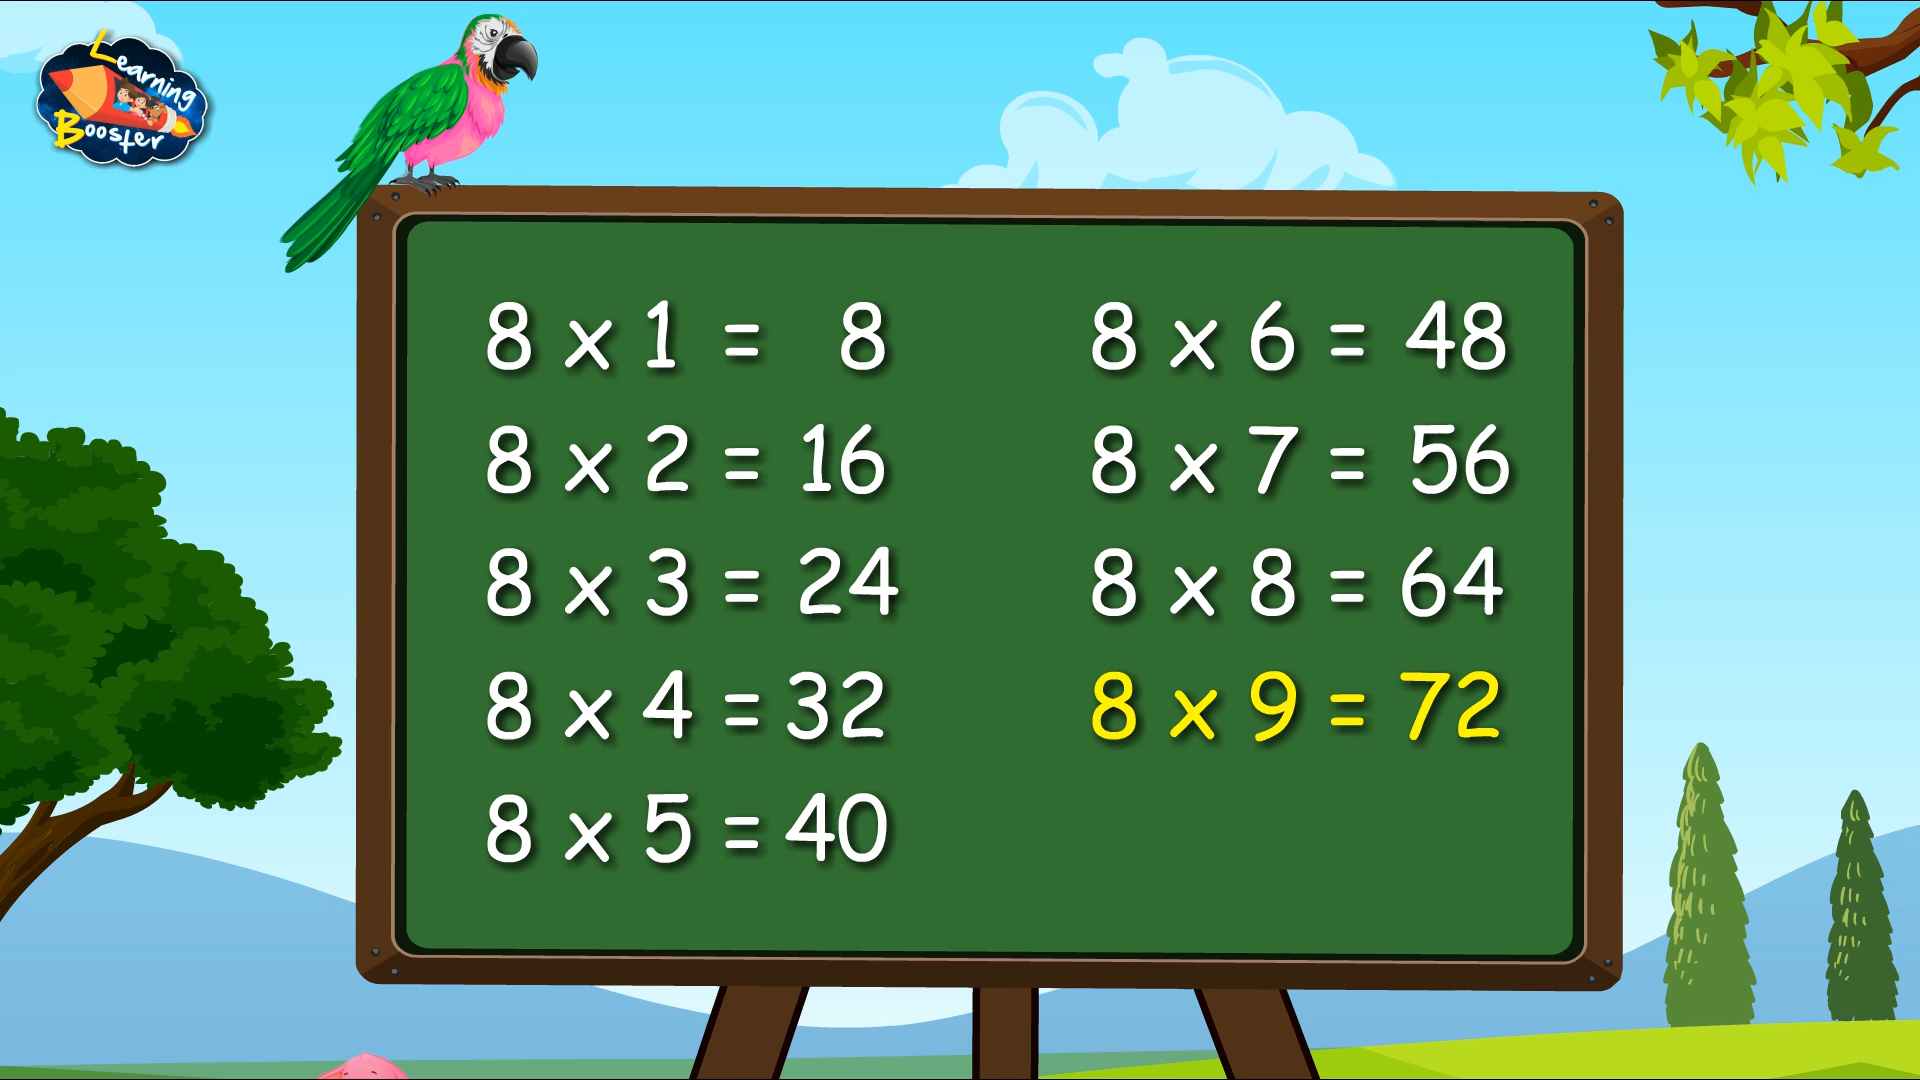 Learning
Booster
8 x 1 = 8
8 x 2 = 16
8 x 3 = 24
8 x 4 = 32
8 x 5 = 40
8 x 6 = 48
8 x 7 = 56
8 x 8 = 64
8 x 9 = 72